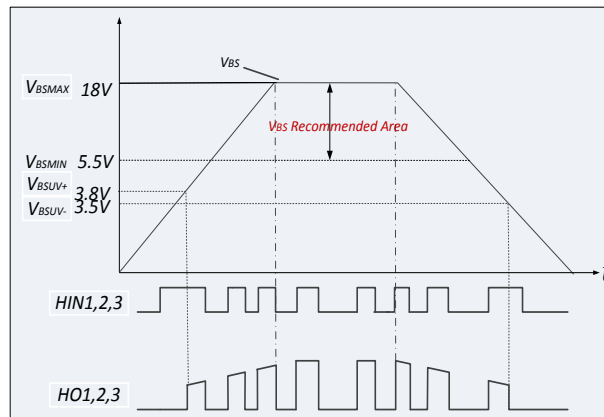 VBS
VBSMAX 18V
VBS Recommended Area
VBSMIN 5.5V
VBSUV+ 3.8V
VBSUV- 3.5V
HIN1,2,3
HO1,2,3